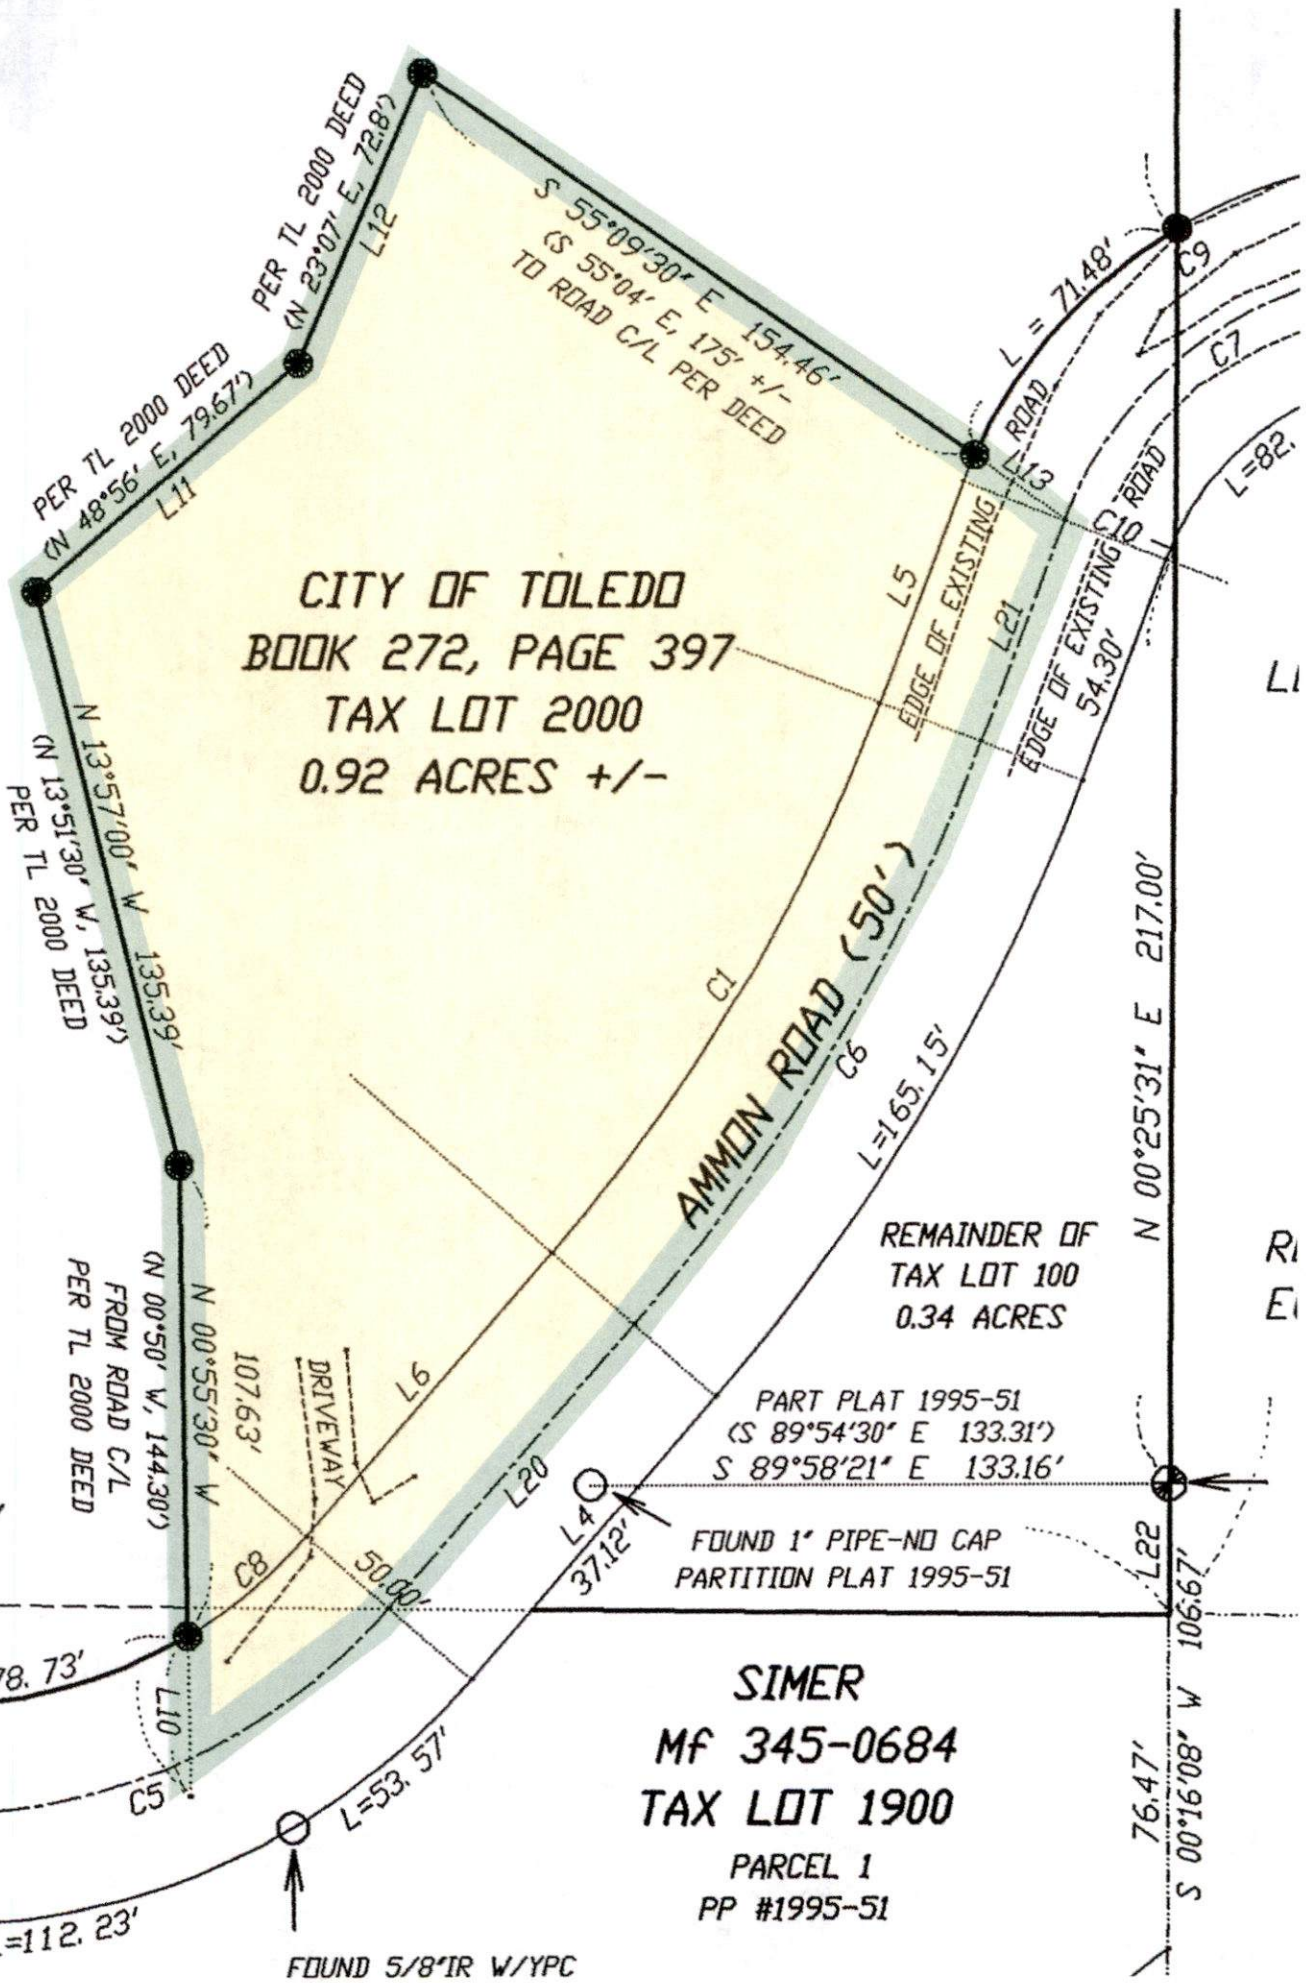 PER TL 2000 DEED
(N 23°07' E, 72.8')
L12
S 55°09'30" E 154.46'
(S 55°04' E, 175' +/-
TO ROAD C/L PER DEED
L = 71.48'
C9
C7
L=82.
ROAD
ROAD
L13
C10
PER TL 2000 DEED
(N 48°56' E, 79.67')
L11
CITY OF TOLEDO
BOOK 272, PAGE 397
TAX LOT 2000
0.92 ACRES +/-
L5
EDGE OF EXISTING
L21
EDGE OF EXISTING
54.30'
N 13°57'00" W 135.39'
(N 13°51'30" W, 135.39')
PER TL 2000 DEED
C1
AMMON ROAD (50')
C6
L=165.15'
N 00°25'31" E 217.00'
REMAINDER OF
TAX LOT 100
0.34 ACRES
N 00°55'30" W
107.63'
(N 00°50' W, 144.30')
FROM ROAD C/L
PER TL 2000 DEED
DRIVEWAY
L6
PART PLAT 1995-51
(S 89°54'30" E 133.31')
S 89°58'21" E 133.16'
L20
L4
37.12'
FOUND 1" PIPE-NO CAP
PARTITION PLAT 1995-51
L22
C8
50.00'
78.73'
L10
C5
L=53.57'
SIMER
Mf 345-0684
TAX LOT 1900
PARCEL 1
PP #1995-51
76.47'
S 00°16'08" W 106.67'
=112.23'
FOUND 5/8"IR W/YPC